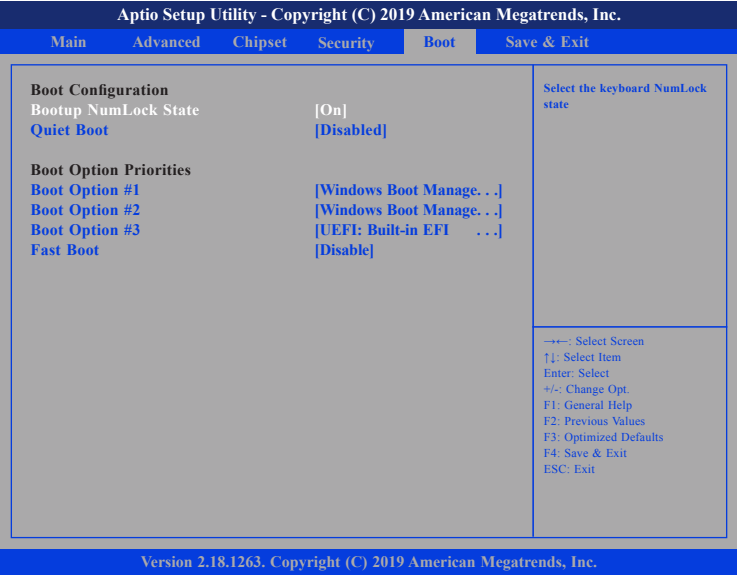 Aptio Setup Utility - Copyright (C) 2019 American Megatrends, Inc.
Main Advanced Chipset Security Boot Save & Exit
Boot Configuration
Bootup NumLock State [On]
Quiet Boot [Disabled]
Boot Option Priorities
Boot Option #1 [Windows Boot Manage. . .]
Boot Option #2 [Windows Boot Manage. . .]
Boot Option #3 [UEFI: Built-in EFI . . .]
Fast Boot [Disable]
Select the keyboard NumLock
state
→←: Select Screen
↑↓: Select Item
Enter: Select
+/-: Change Opt.
F1: General Help
F2: Previous Values
F3: Optimized Defaults
F4: Save & Exit
ESC: Exit
Version 2.18.1263. Copyright (C) 2019 American Megatrends, Inc.